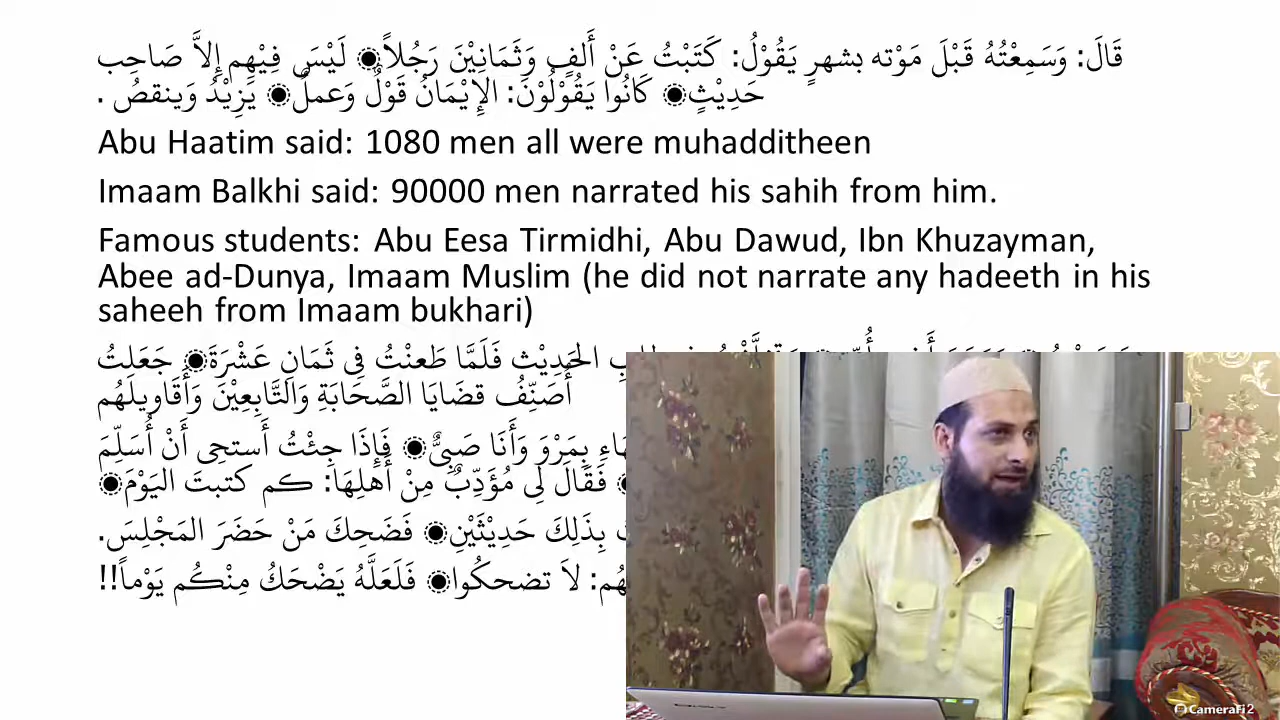 قَالَ: وَسَمِعْتُهُ قَبْلَ مَوْته بشهرٍ يَقُوْلُ: كَتَبْتُ عَنْ أَلفٍ وَثَمَانِيْنَ رَجُلاً لَيْسَ فِيْهِم إِلاَّ صَاحِب
حَدِيْثٍ كَانُوا يَقُوْلُوْنَ: الإِيْمَانُ قَوْلٌ وَعملٌ يَزِيْدُ وَينقصُ .
Abu Haatim said: 1080 men all were muhadditheen
Imaam Balkhi said: 90000 men narrated his sahih from him.
Famous students: Abu Eesa Tirmidhi, Abu Dawud, Ibn Khuzayman,
Abee ad-Dunya, Imaam Muslim (he did not narrate any hadeeth in his
saheeh from Imaam bukhari)
الحَدِيْث فَلَمَّا طَعنْتُ فِي ثَمَانِ عَشْرَةَ جَعَلتُ
أُصَنِّفُ قضَايَا الصَّحَابَةِ وَالتَّابِعِيْنَ وَأَقَاويلَهُم
بِمَرْوَ وَأَنَا صَبِيٌّ فَإِذَا جِئْتُ أَستحِي أَنْ أُسَلِّمَ
فَقَالَ لِي مُؤَدِّبٌ مِنْ أَهلِهَا: كم كتبتَ اليَوْمَ
بِذَلِكَ حَدِيْثَيْنِ فَضَحِكَ مَنْ حَضَرَ المَجْلِسَ.
لاَ تضحكُوا فَلَعَلَّهُ يَضْحَكُ مِنْكُم يَوْماً!!
CameraFi2